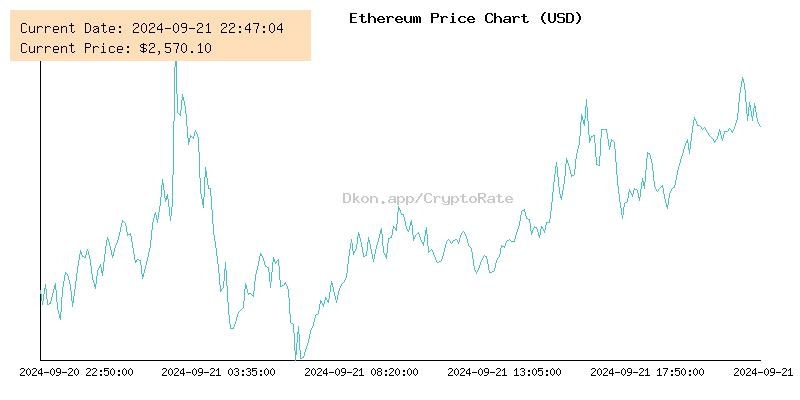 Ethereum Price Chart (USD)
Current Date: 2024-09-21 22:47:04
Current Price: $2,570.10
Dkon.app/CryptoRate
2024-09-20 22:50:00 2024-09-21 03:35:00 2024-09-21 08:20:00 2024-09-21 13:05:00 2024-09-21 17:50:00 2024-09-21